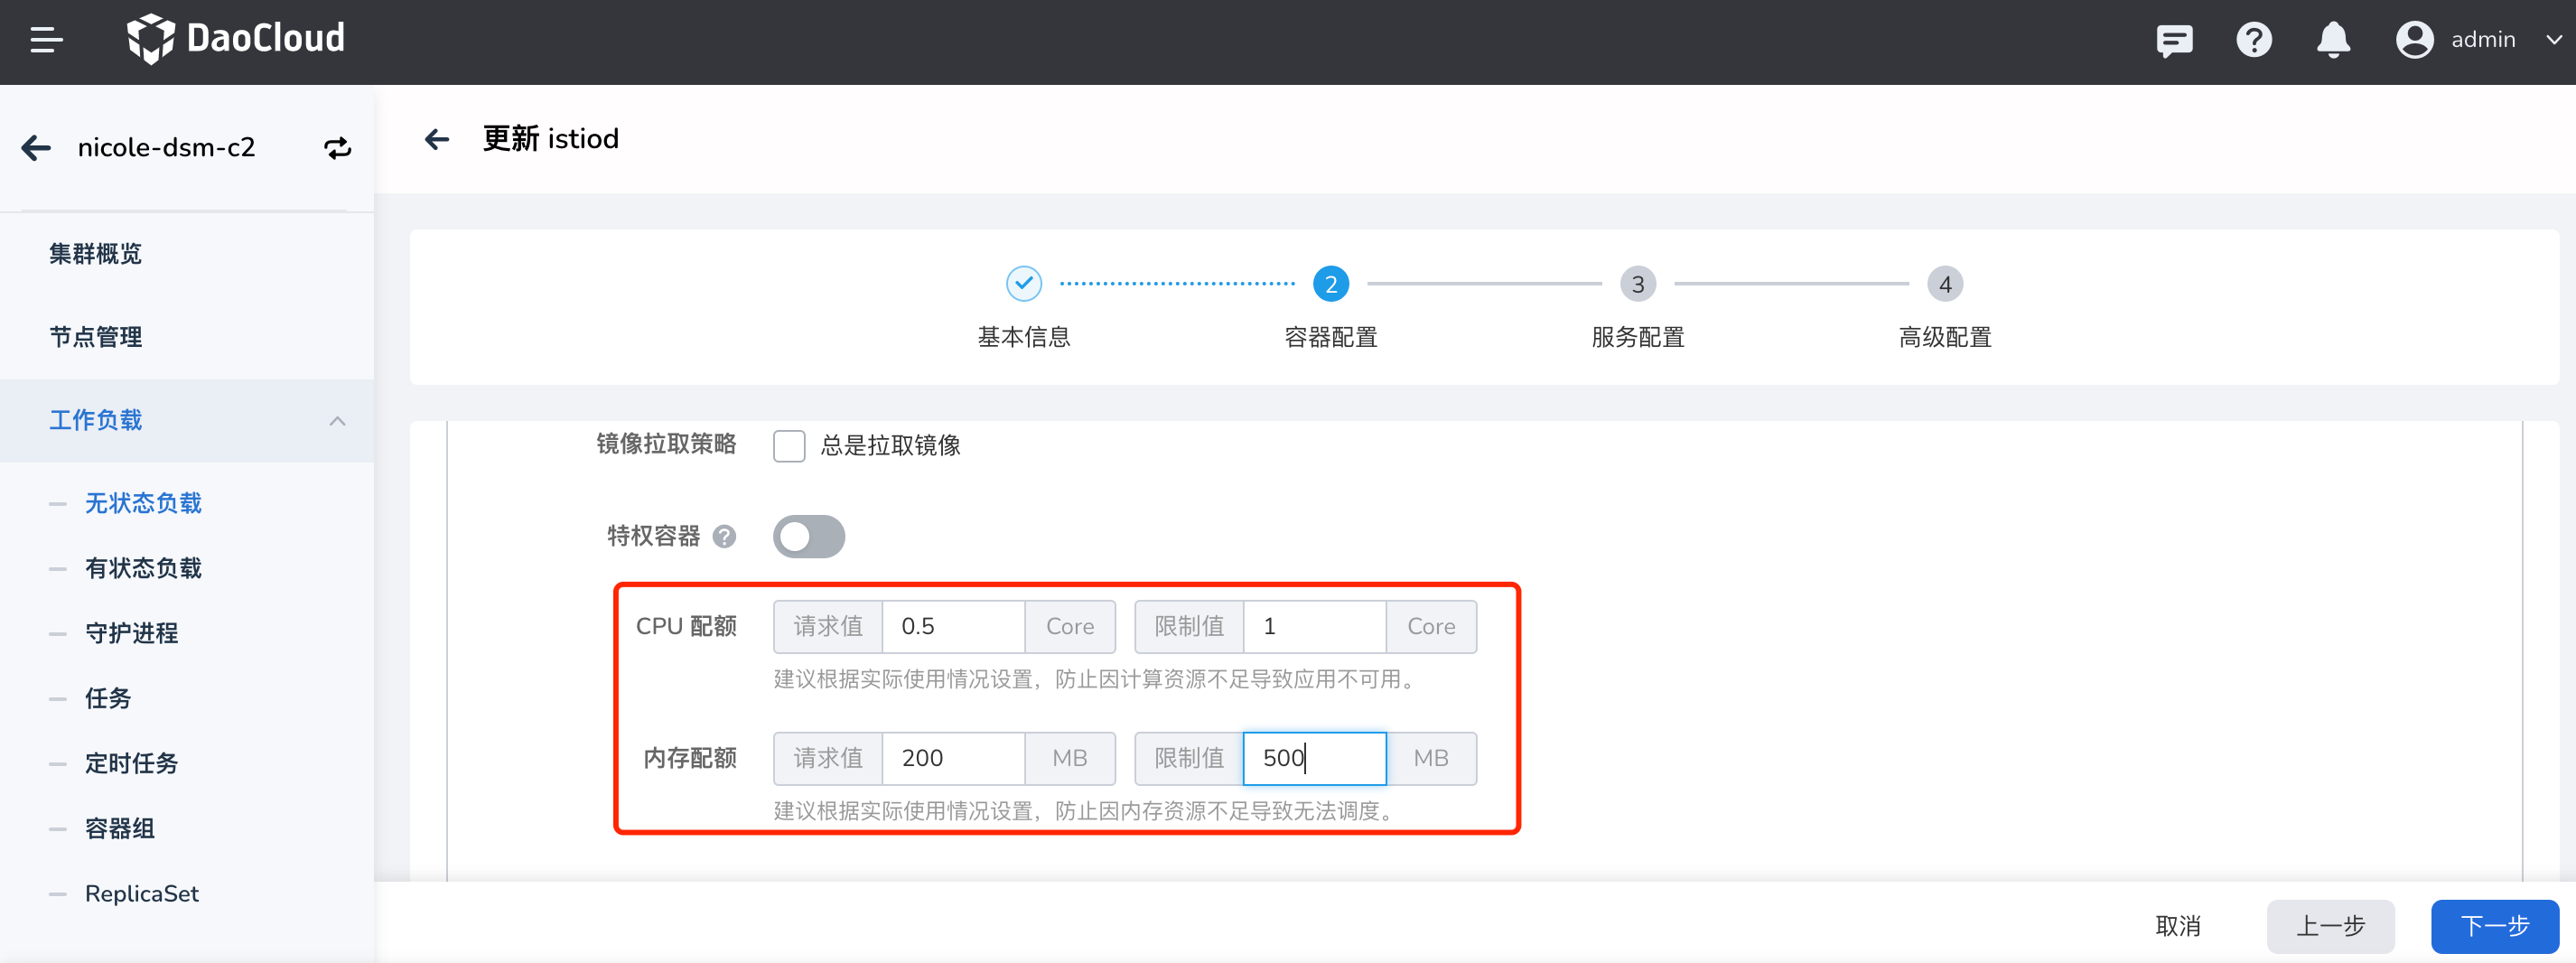 DaoCloud
admin
nicole-dsm-c2
集群概览
节点管理
工作负载
无状态负载
有状态负载
守护进程
任务
定时任务
容器组
ReplicaSet
更新 istiod
2 3 4
基本信息 容器配置 服务配置 高级配置
镜像拉取策略 总是拉取镜像
特权容器 ?
CPU 配额 请求值 0.5 Core 限制值 1 Core
建议根据实际使用情况设置，防止因计算资源不足导致应用不可用。
内存配额 请求值 200 MB 限制值 500 MB
建议根据实际使用情况设置，防止因内存资源不足导致无法调度。
取消 上一步 下一步